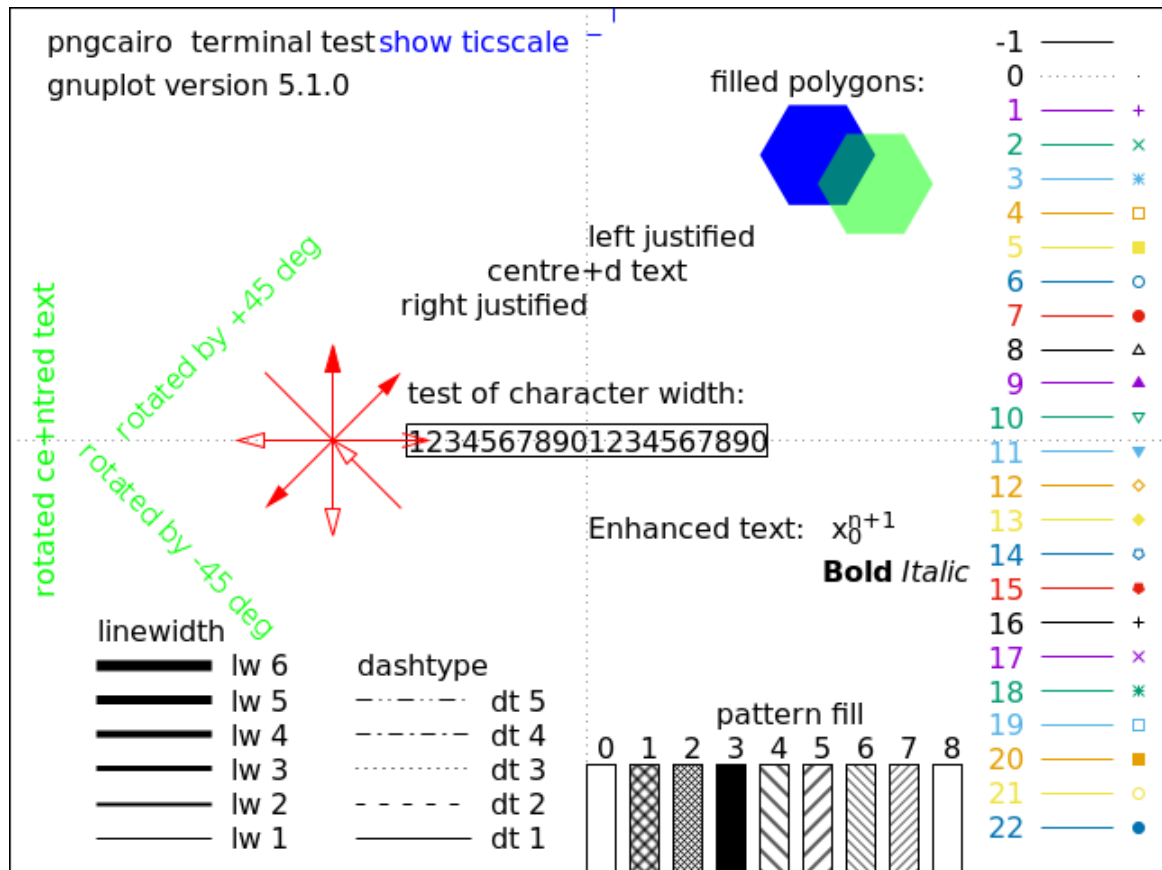 pngcairo  terminal test
show ticscale
gnuplot version 5.1.0
filled polygons:
left justified
centre+d text
right justified
rotated ce+ntred text
rotated by +45 deg
rotated by -45 deg
test of character width:
12345678901234567890
Enhanced text:   x₀ⁿ⁺¹
Bold Italic
linewidth
lw 6
lw 5
lw 4
lw 3
lw 2
lw 1
dashtype
dt 5
dt 4
dt 3
dt 2
dt 1
pattern fill
0 1 2 3 4 5 6 7 8
-1
0
1
2
3
4
5
6
7
8
9
10
11
12
13
14
15
16
17
18
19
20
21
22